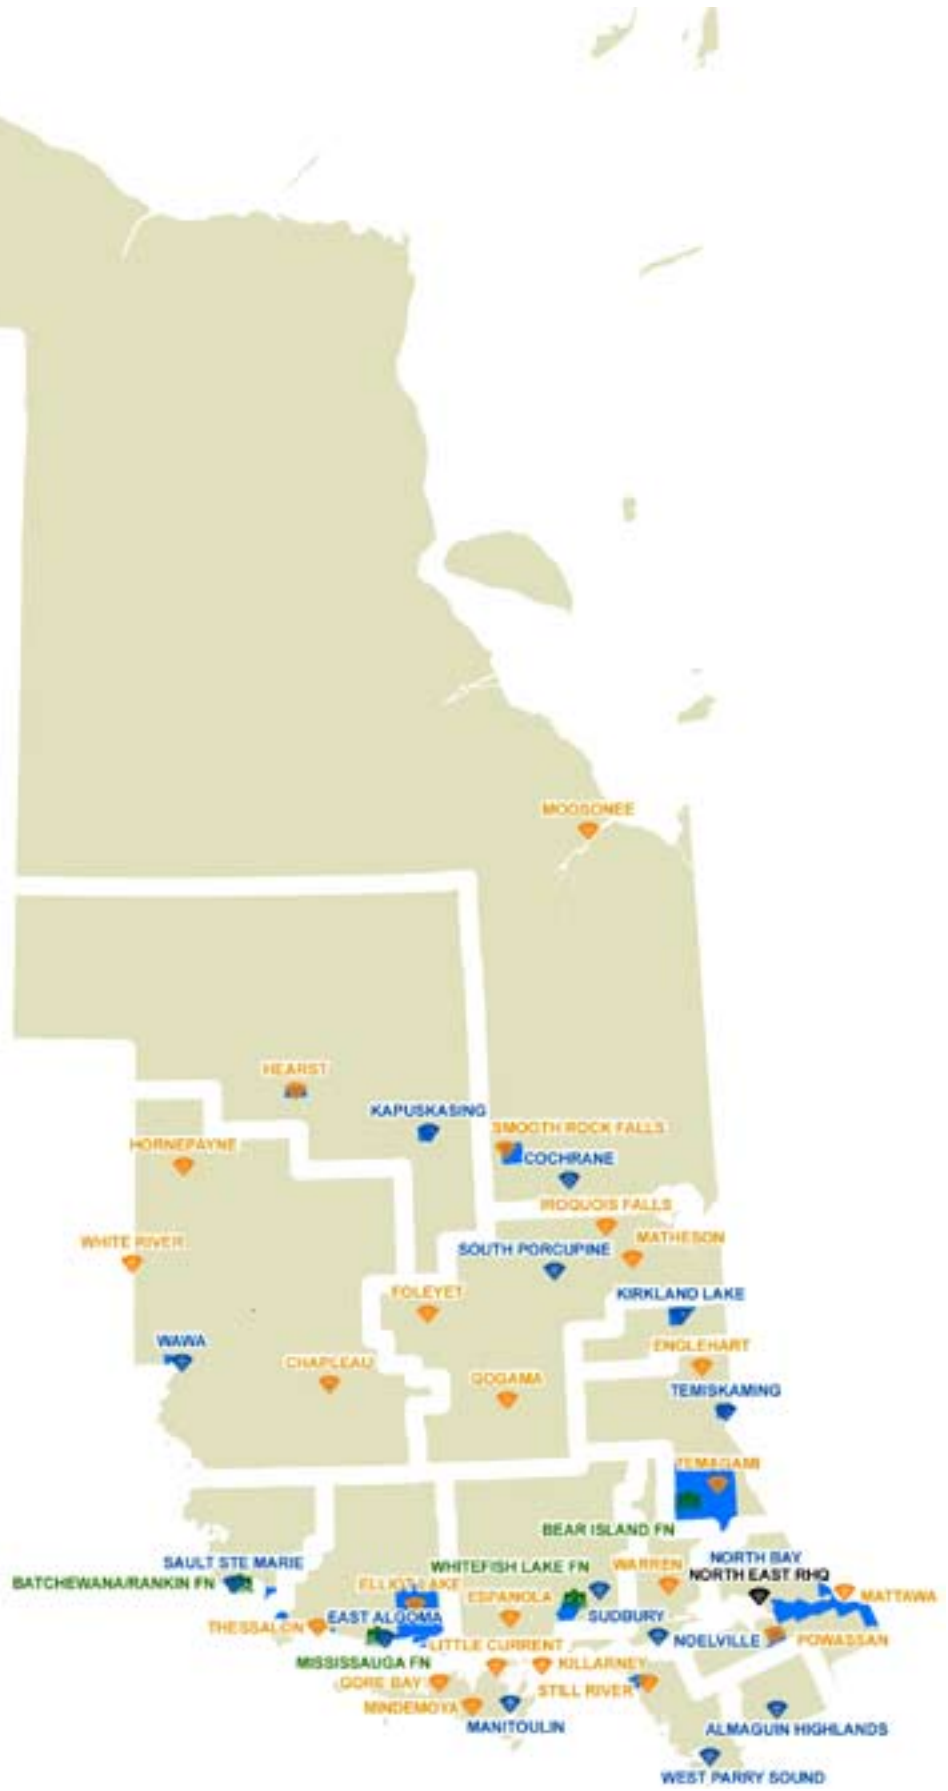 MOOSONEE
HEARST
KAPUSKASING
SMOOTH ROCK FALLS
HORNEPAYNE
COCHRANE
IROQUOIS FALLS
WHITE RIVER
MATHESON
SOUTH PORCUPINE
FOLEYET
KIRKLAND LAKE
WAWA
ENGLEHART
CHAPLEAU
GOGAMA
TEMISKAMING
TEMAGAMI
BEAR ISLAND FN
SAULT STE MARIE
WHITEFISH LAKE FN
WARREN
NORTH BAY
NORTH EAST RHQ
BATCHEWANA/RANKIN FN
ELLIOT LAKE
ESPANOLA
MATTAWA
THESSALON
EAST ALGOMA
SUDBURY
NOELVILLE
POWASSAN
LITTLE CURRENT
MISSISSAUGA FN
KILLARNEY
GORE BAY
STILL RIVER
MINDEMOYA
MANITOULIN
ALMAGUIN HIGHLANDS
WEST PARRY SOUND